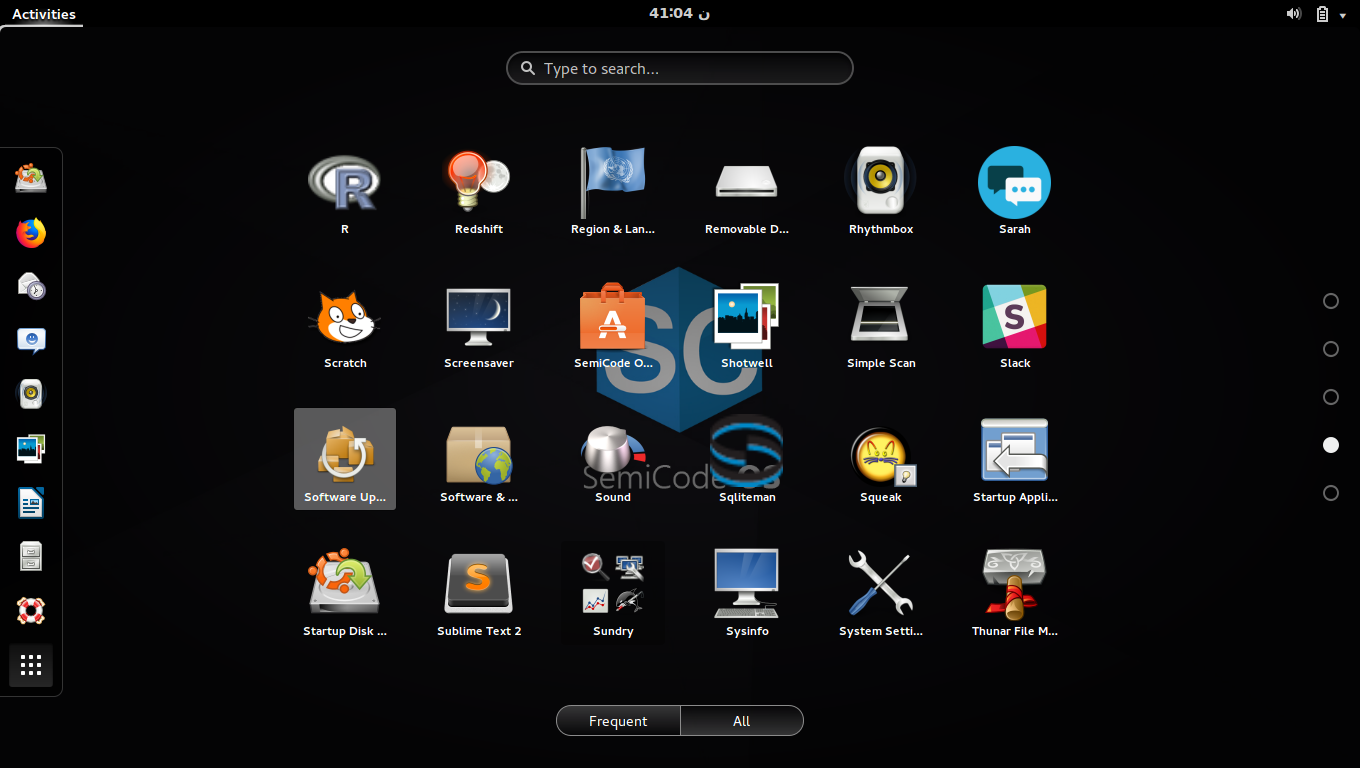 Activities
41:04 ن
Type to search...
R
Redshift
Region & Lan...
Removable D...
Rhythmbox
Sarah
Scratch
Screensaver
SemiCode O...
Shotwell
Simple Scan
Slack
SC
Software Up...
Software & ...
Sound
Sqliteman
Squeak
Startup Appli...
SemiCode OS
Startup Disk ...
Sublime Text 2
Sundry
Sysinfo
System Setti...
Thunar File M...
Frequent
All